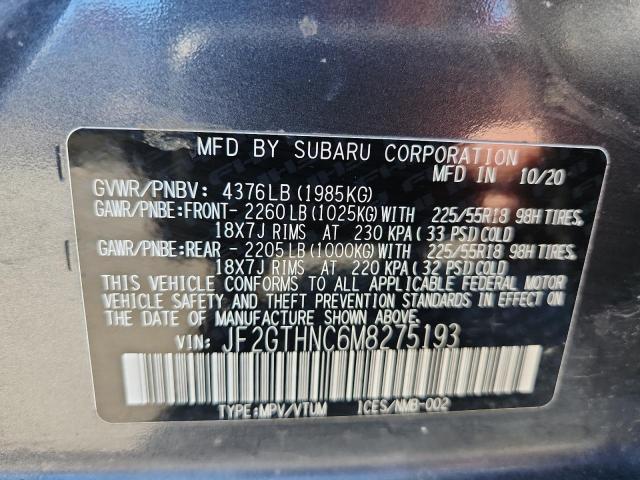 MFD BY SUBARU CORPORATION
MFD IN 10/20
GVWR/PNBV: 4376LB (1985KG)
GAWR/PNBE:FRONT- 2260 LB (1025KG) WITH 225/55R18 98H TIRES,
18X7J RIMS AT 230 KPA ( 33 PSI) COLD
GAWR/PNBE:REAR - 2205 LB (1000KG) WITH 225/55R18 98H TIRES,
18X7J RIMS AT 220 KPA ( 32 PSI) COLD
THIS VEHICLE CONFORMS TO ALL APPLICABLE FEDERAL MOTOR
VEHICLE SAFETY AND THEFT PREVENTION STANDARDS IN EFFECT ON
THE DATE OF MANUFACTURE SHOWN ABOVE.
VIN: JF2GTHNC6M8275193
TYPE:MPV/VTUM ICES/NMB-002